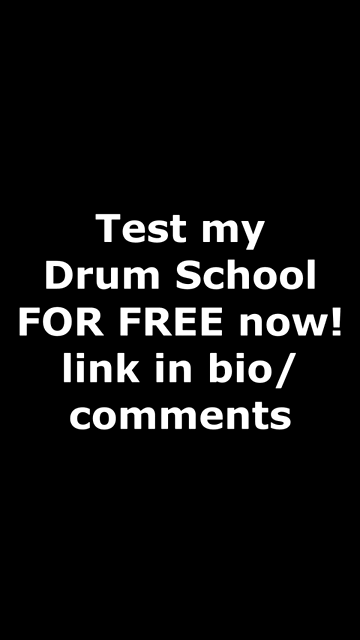 Test my
Drum School
FOR FREE now!
link in bio/
comments